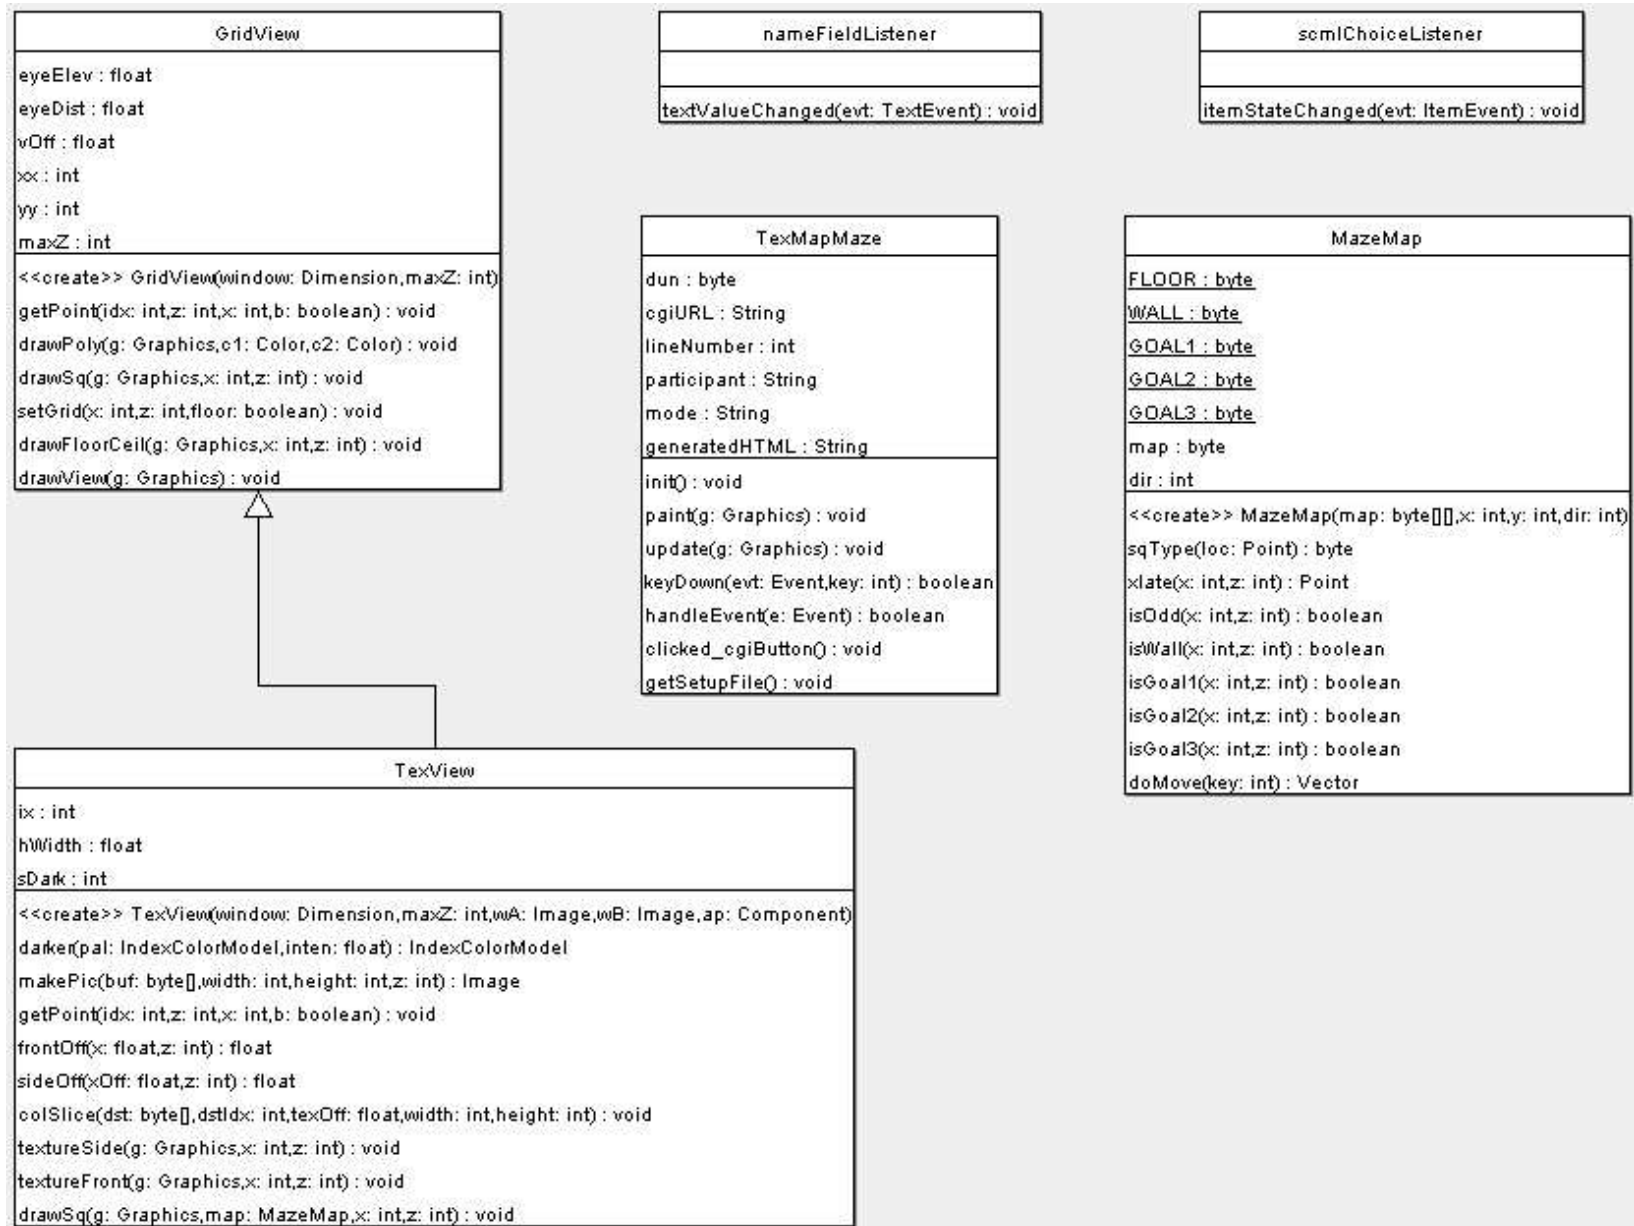 GridView
eyeElev : float
eyeDist : float
vOff : float
xx : int
yy : int
maxZ : int
<<create>> GridView(window: Dimension,maxZ: int)
getPoint(idx: int,z: int,x: int,b: boolean) : void
drawPoly(g: Graphics,c1: Color,c2: Color) : void
drawSq(g: Graphics,x: int,z: int) : void
setGrid(x: int,z: int,floor: boolean) : void
drawFloorCeil(g: Graphics,x: int,z: int) : void
drawView(g: Graphics) : void
nameFieldListener
textValueChanged(evt: TextEvent) : void
scmlChoiceListener
itemStateChanged(evt: ItemEvent) : void
TexMapMaze
dun : byte
cgiURL : String
lineNumber : int
participant : String
mode : String
generatedHTML : String
init() : void
paint(g: Graphics) : void
update(g: Graphics) : void
keyDown(evt: Event,key: int) : boolean
handleEvent(e: Event) : boolean
clicked_cgiButton() : void
getSetupFile() : void
MazeMap
FLOOR : byte
WALL : byte
GOAL1 : byte
GOAL2 : byte
GOAL3 : byte
map : byte
dir : int
<<create>> MazeMap(map: byte[][],x: int,y: int,dir: int)
sqType(loc: Point) : byte
xlate(x: int,z: int) : Point
isOdd(x: int,z: int) : boolean
isWall(x: int,z: int) : boolean
isGoal1(x: int,z: int) : boolean
isGoal2(x: int,z: int) : boolean
isGoal3(x: int,z: int) : boolean
doMove(key: int) : Vector
TexView
ix : int
hWidth : float
sDark : int
<<create>> TexView(window: Dimension,maxZ: int,wA: Image,wB: Image,ap: Component)
darker(pal: IndexColorModel,inten: float) : IndexColorModel
makePic(buf: byte[],width: int,height: int,z: int) : Image
getPoint(idx: int,z: int,x: int,b: boolean) : void
frontOff(x: float,z: int) : float
sideOff(xOff: float,z: int) : float
colSlice(dst: byte[],dstIdx: int,texOff: float,width: int,height: int) : void
textureSide(g: Graphics,x: int,z: int) : void
textureFront(g: Graphics,x: int,z: int) : void
drawSq(g: Graphics,map: MazeMap,x: int,z: int) : void